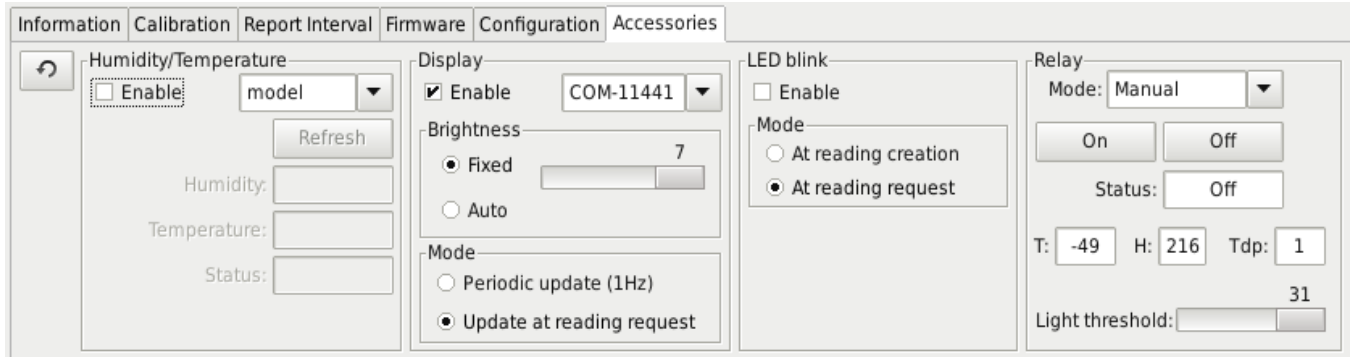 Information Calibration Report Interval Firmware Configuration Accessories
Humidity/Temperature
Enable model
Refresh
Humidity:
Temperature:
Status:
Display
Enable COM-11441
Brightness
Fixed 7
Auto
Mode
Periodic update (1Hz)
Update at reading request
LED blink
Enable
Mode
At reading creation
At reading request
Relay
Mode: Manual
On Off
Status: Off
T: -49 H: 216 Tdp: 1
31
Light threshold: